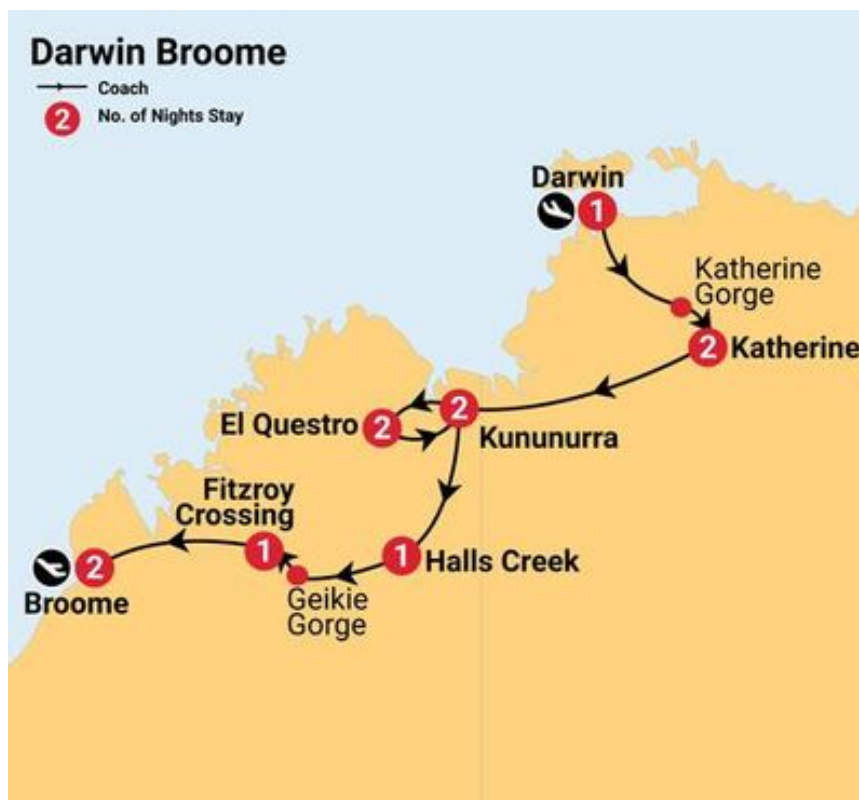 Darwin Broome
Coach
2 No. of Nights Stay
Darwin
1
Katherine
Gorge
2 Katherine
El Questro 2
2
Kununurra
Fitzroy
Crossing
1
1 Halls Creek
Geikie
Gorge
2
Broome